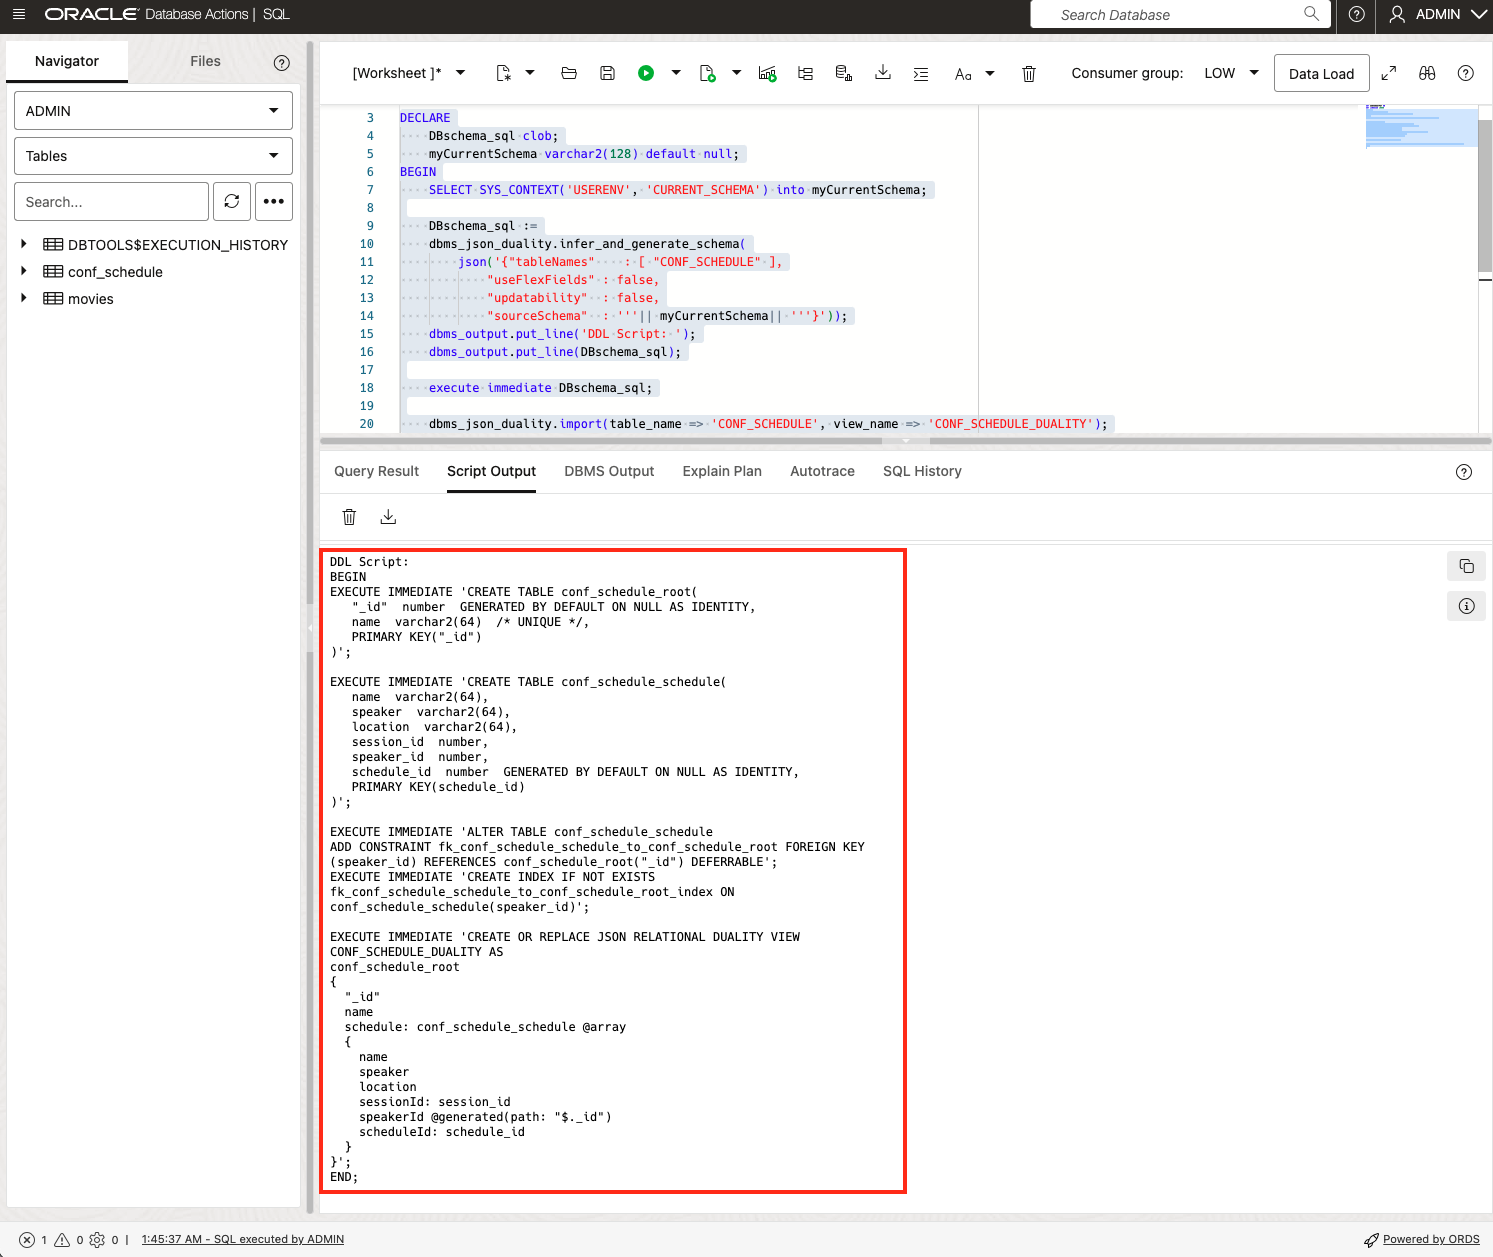 ORACLE Database Actions | SQL
Search Database
ADMIN
Navigator
Files
ADMIN
Tables
Search...
DBTOOLS$EXECUTION_HISTORY
conf_schedule
movies
[Worksheet ]*
Aa
Consumer group:
LOW
Data Load
3 DECLARE
4 DBschema_sql clob;
5 myCurrentSchema varchar2(128) default null;
6 BEGIN
7 SELECT SYS_CONTEXT('USERENV', 'CURRENT_SCHEMA') into myCurrentSchema;
8
9 DBschema_sql :=
10 dbms_json_duality.infer_and_generate_schema(
11 json('{"tableNames" : [ "CONF_SCHEDULE" ],
12 "useFlexFields" : false,
13 "updatability" : false,
14 "sourceSchema" : '''|| myCurrentSchema|| '''}'));
15 dbms_output.put_line('DDL Script: ');
16 dbms_output.put_line(DBschema_sql);
17
18 execute immediate DBschema_sql;
19
20 dbms_json_duality.import(table_name => 'CONF_SCHEDULE', view_name => 'CONF_SCHEDULE_DUALITY');
Query Result
Script Output
DBMS Output
Explain Plan
Autotrace
SQL History
DDL Script:
BEGIN
EXECUTE IMMEDIATE 'CREATE TABLE conf_schedule_root(
"_id" number GENERATED BY DEFAULT ON NULL AS IDENTITY,
name varchar2(64) /* UNIQUE */,
PRIMARY KEY("_id")
)';
EXECUTE IMMEDIATE 'CREATE TABLE conf_schedule_schedule(
name varchar2(64),
speaker varchar2(64),
location varchar2(64),
session_id number,
speaker_id number,
schedule_id number GENERATED BY DEFAULT ON NULL AS IDENTITY,
PRIMARY KEY(schedule_id)
)';
EXECUTE IMMEDIATE 'ALTER TABLE conf_schedule_schedule
ADD CONSTRAINT fk_conf_schedule_schedule_to_conf_schedule_root FOREIGN KEY
(speaker_id) REFERENCES conf_schedule_root("_id") DEFERRABLE';
EXECUTE IMMEDIATE 'CREATE INDEX IF NOT EXISTS
fk_conf_schedule_schedule_to_conf_schedule_root_index ON
conf_schedule_schedule(speaker_id)';
EXECUTE IMMEDIATE 'CREATE OR REPLACE JSON RELATIONAL DUALITY VIEW
CONF_SCHEDULE_DUALITY AS
conf_schedule_root
{
"_id"
name
schedule: conf_schedule_schedule @array
{
name
speaker
location
sessionId: session_id
speakerId @generated(path: "$._id")
scheduleId: schedule_id
}
}';
END;
1 0 0 | 1:45:37 AM - SQL executed by ADMIN
Powered by ORDS